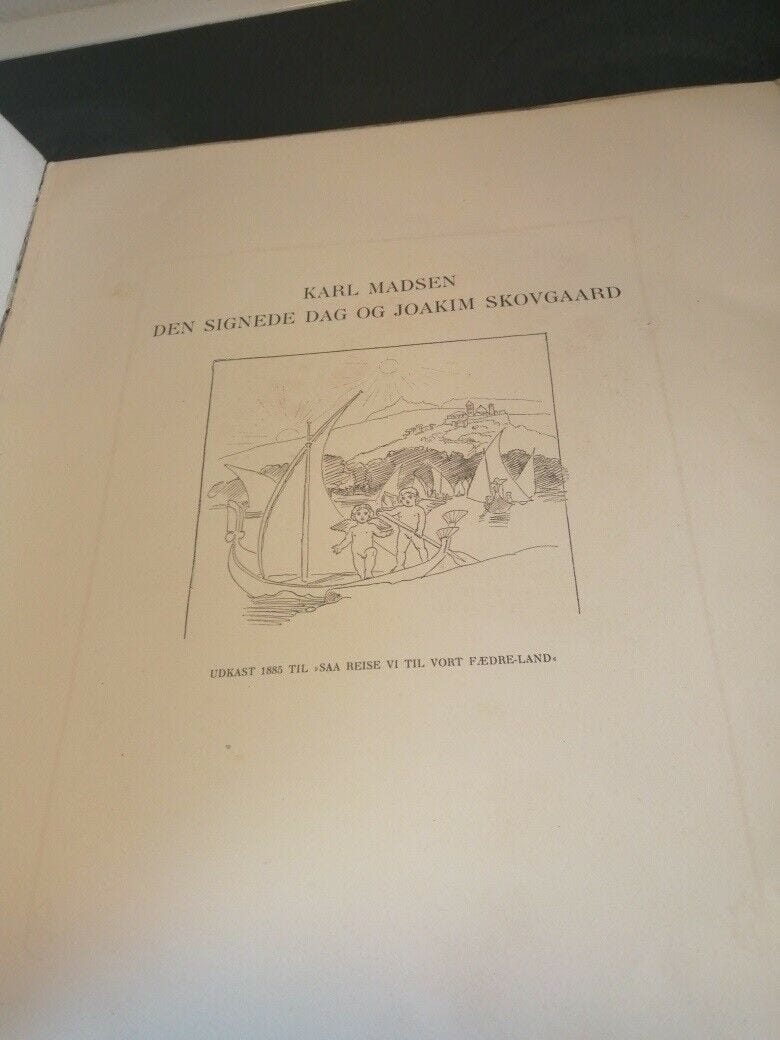 KARL MADSEN
DEN SIGNEDE DAG OG JOAKIM SKOVGAARD
UDKAST 1885 TIL »SAA REISE VI TIL VORT FÆDRE-LAND«